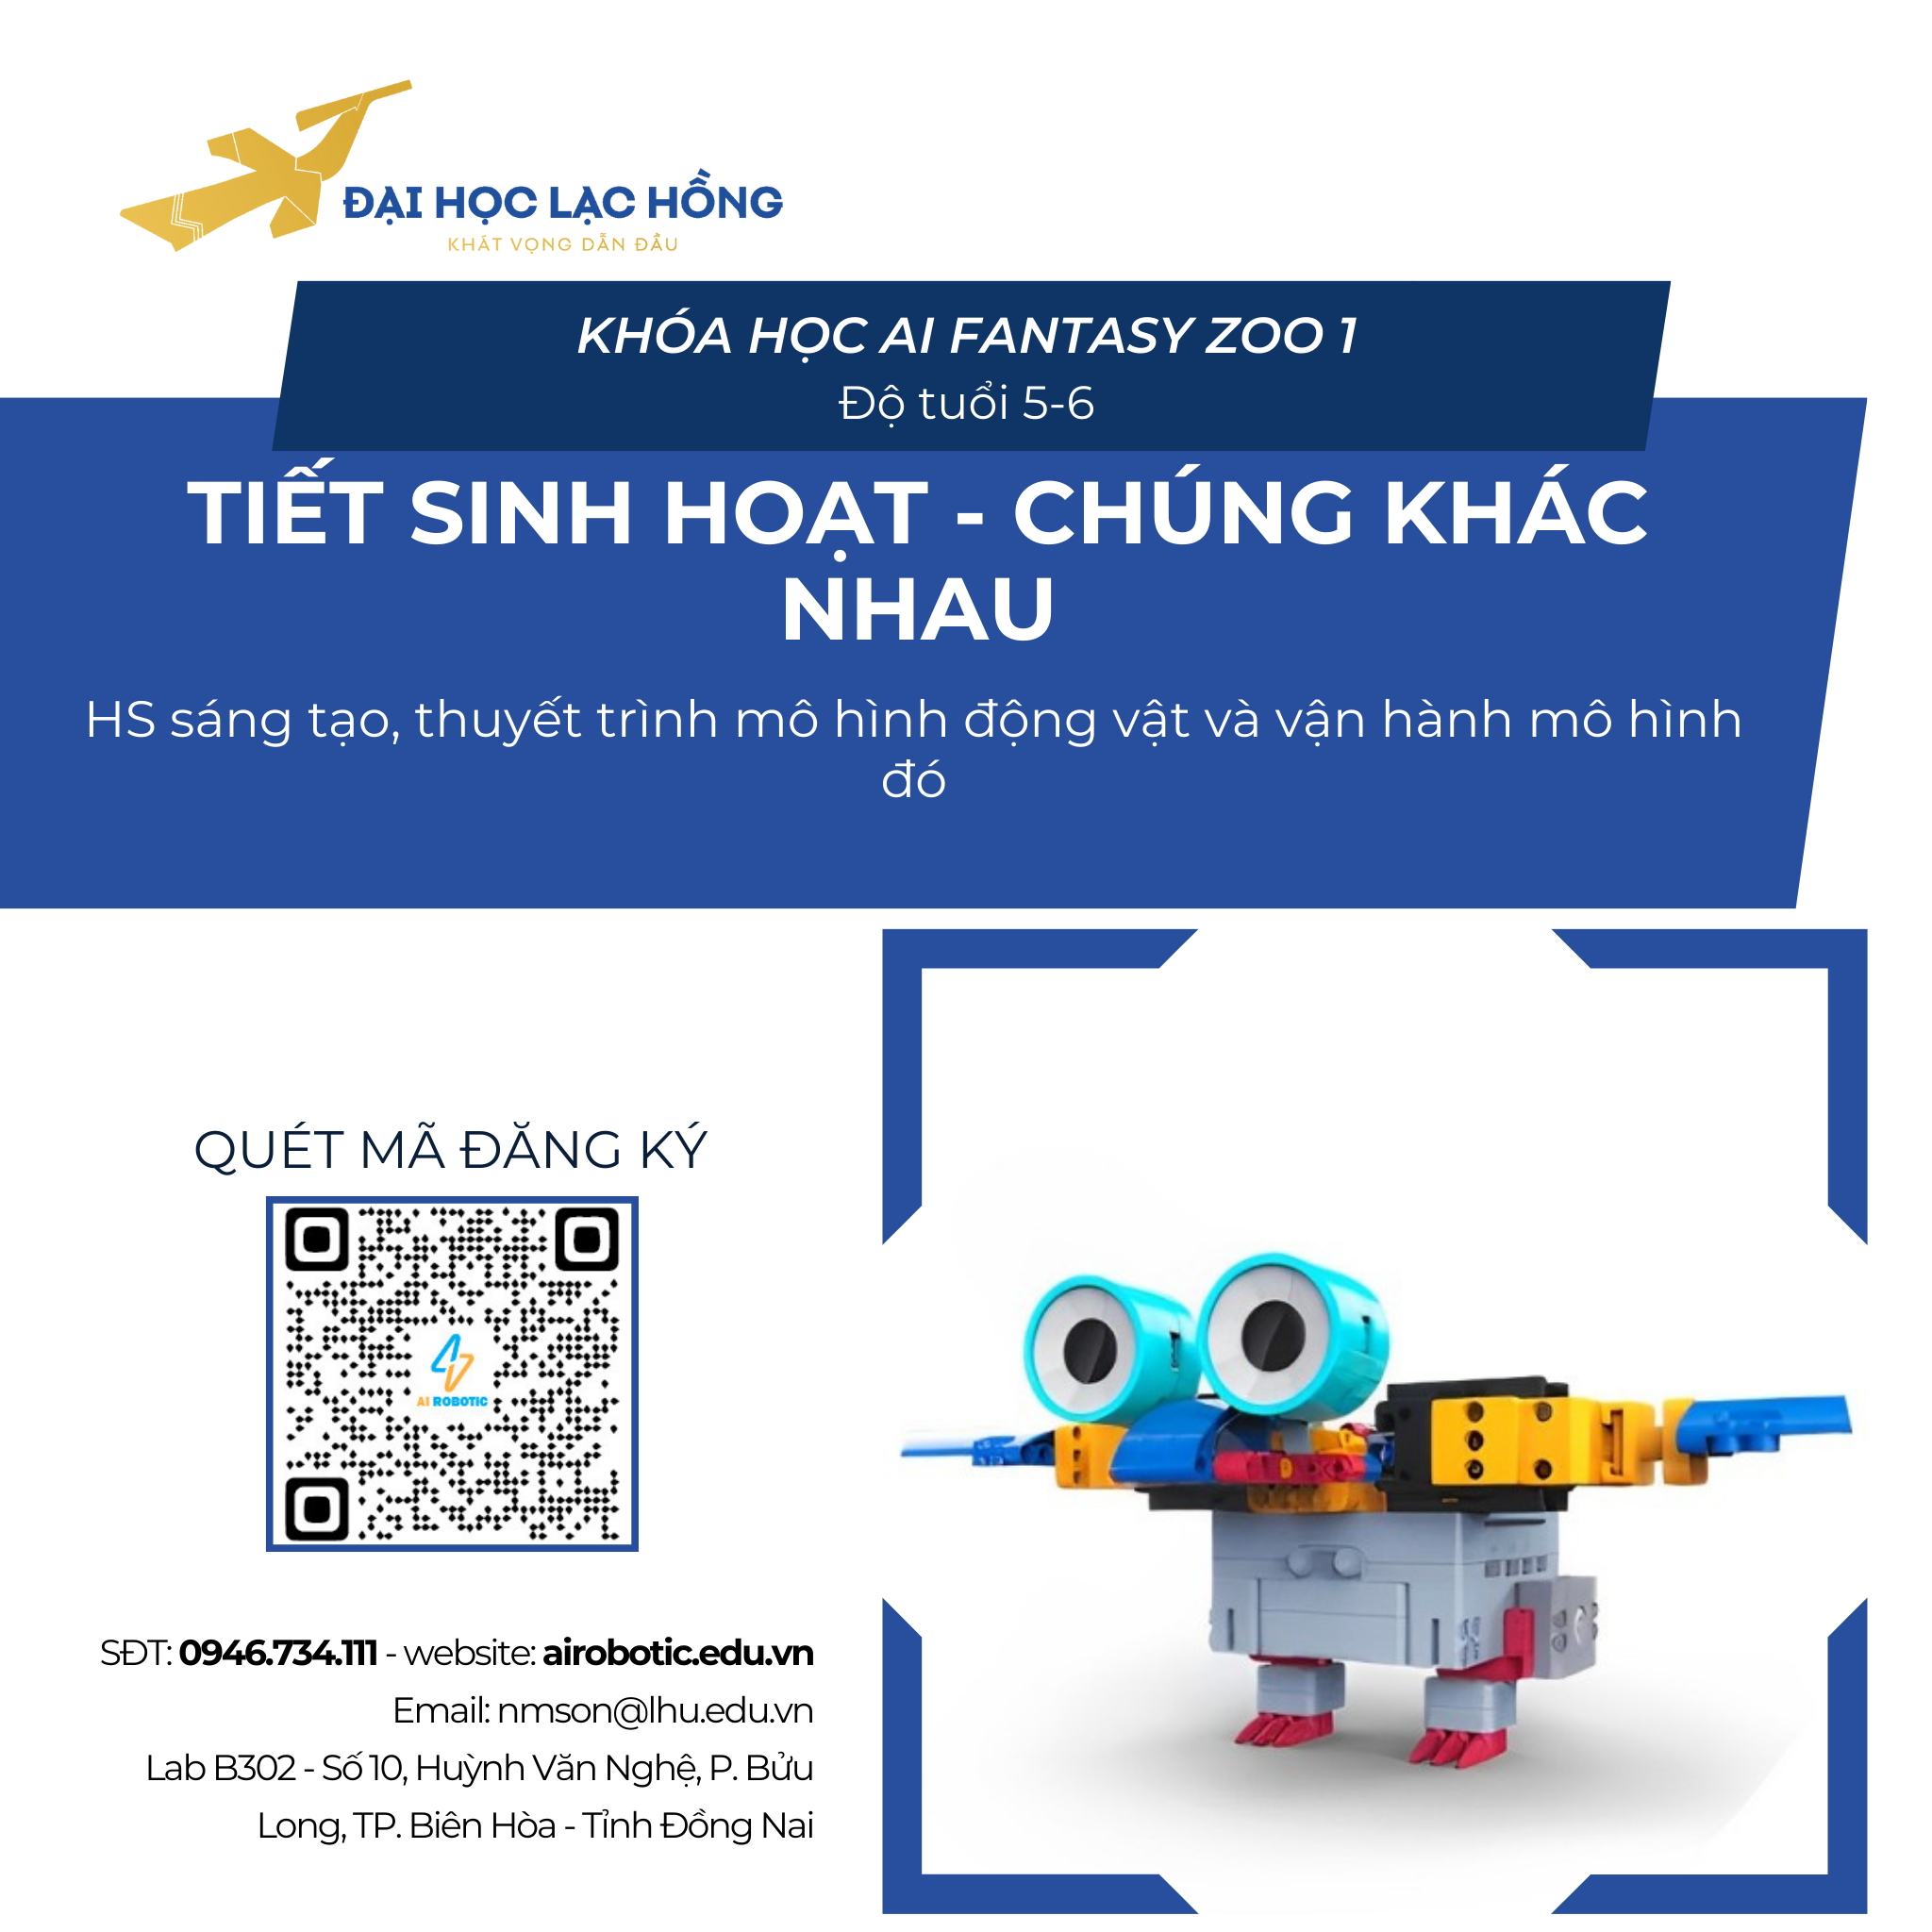 ĐẠI HỌC LẠC HỒNG
KHÁT VỌNG DẪN ĐẦU
KHÓA HỌC AI FANTASY ZOO 1
Độ tuổi 5-6
TIẾT SINH HOẠT - CHÚNG KHÁC
NHAU
HS sáng tạo, thuyết trình mô hình động vật và vận hành mô hình
đó
QUÉT MÃ ĐĂNG KÝ
AI ROBOTIC
SĐT: 0946.734.111 - website: airobotic.edu.vn
Email: nmson@lhu.edu.vn
Lab B302 - Số 10, Huỳnh Văn Nghệ, P. Bửu
Long, TP. Biên Hòa - Tỉnh Đồng Nai